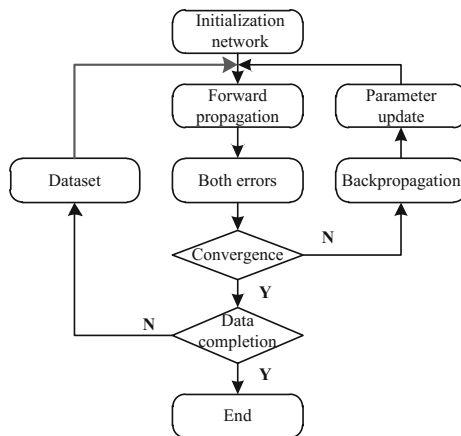 Initialization
network
Forward
propagation
Parameter
update
Dataset
Both errors
Backpropagation
Convergence
N
Y
N
Data
completion
Y
End